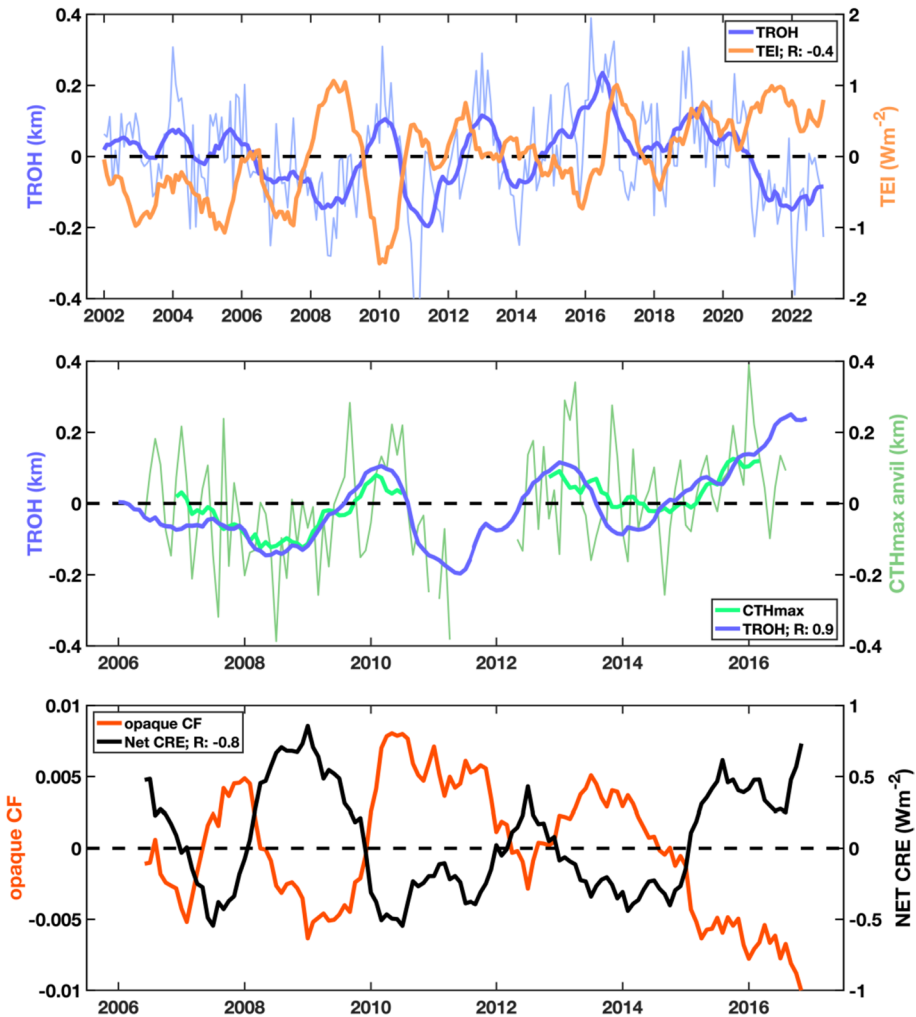 0.4
0.2
0
-0.2
-0.4
TROH (km)
TROH
TEI; R: -0.4
2
1
0
-1
-2
TEI (Wm-2)
2002 2004 2006 2008 2010 2012 2014 2016 2018 2020 2022
0.4
0.2
0
-0.2
-0.4
TROH (km)
CTHmax
TROH; R: 0.9
0.4
0.2
0
-0.2
-0.4
CTHmax anvil (km)
2006 2008 2010 2012 2014 2016
0.01
0.005
0
-0.005
-0.01
opaque CF
opaque CF
Net CRE; R: -0.8
1
0.5
0
-0.5
-1
NET CRE (Wm-2)
2006 2008 2010 2012 2014 2016